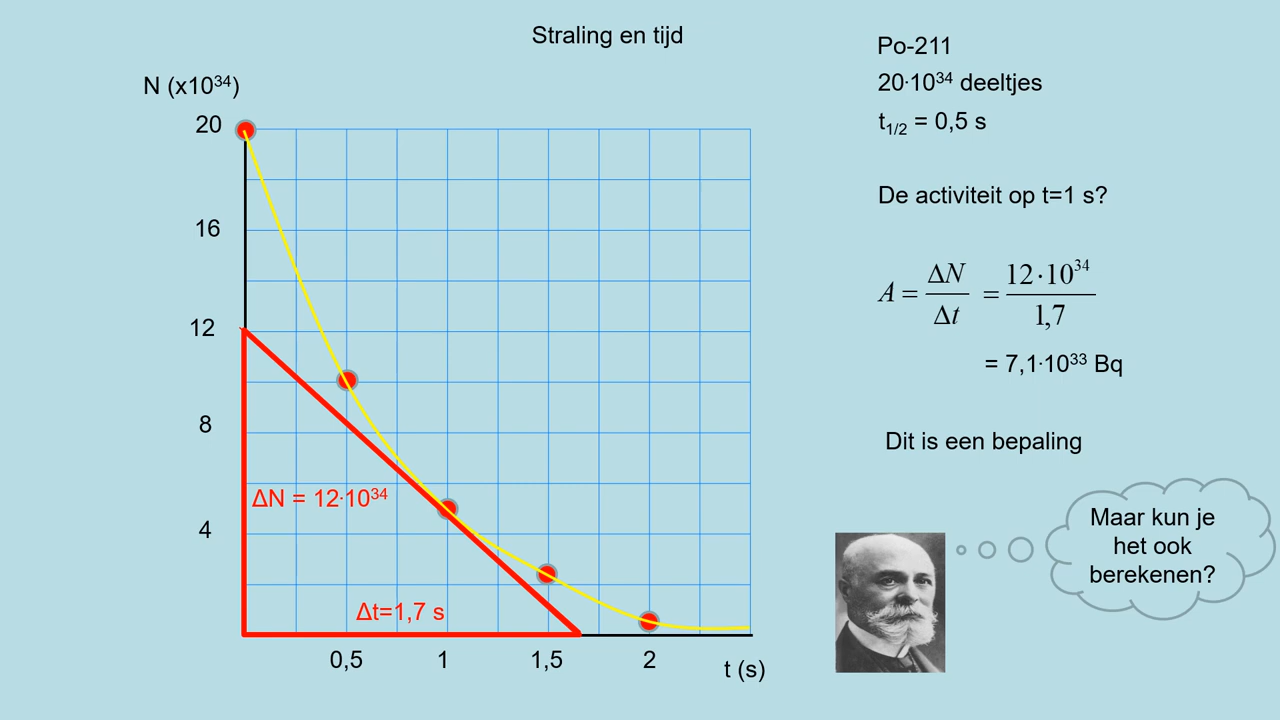 Straling en tijd
N (x10³⁴)
20
16
12
8
4
ΔN = 12·10³⁴
Δt=1,7 s
0,5
1
1,5
2
t (s)
Po-211
20·10³⁴ deeltjes
t₁/₂ = 0,5 s
De activiteit op t=1 s?
A = ΔN/Δt = 12·10³⁴/1,7
= 7,1·10³³ Bq
Dit is een bepaling
Maar kun je
het ook
berekenen?